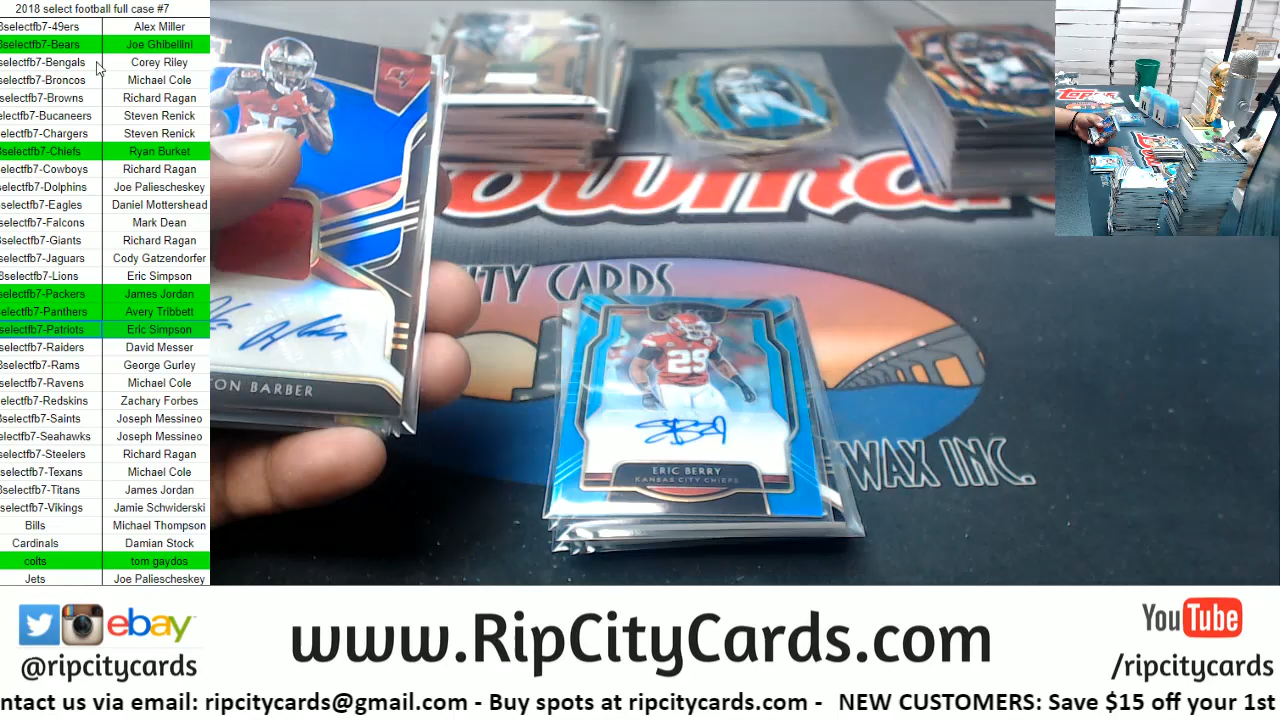 2018 select football full case #7
8selectfb7-49ers Alex Miller
8selectfb7-Bears Joe Ghibellini
selectfb7-Bengals Corey Riley
selectfb7-Broncos Michael Cole
selectfb7-Browns Richard Ragan
electfb7-Bucaneers Steven Renick
electfb7-Chargers Steven Renick
8selectfb7-Chiefs Ryan Burket
electfb7-Cowboys Richard Ragan
selectfb7-Dolphins Joe Paliescheskey
selectfb7-Eagles Daniel Mottershead
selectfb7-Falcons Mark Dean
selectfb7-Giants Richard Ragan
selectfb7-Jaguars Cody Gatzendorfer
8selectfb7-Lions Eric Simpson
selectfb7-Packers James Jordan
selectfb7-Panthers Avery Tribbett
selectfb7-Patriots Eric Simpson
selectfb7-Raiders David Messer
selectfb7-Rams George Gurley
selectfb7-Ravens Michael Cole
electfb7-Redskins Zachary Forbes
8selectfb7-Saints Joseph Messineo
electfb7-Seahawks Joseph Messineo
selectfb7-Steelers Richard Ragan
selectfb7-Texans Michael Cole
8selectfb7-Titans James Jordan
selectfb7-Vikings Jamie Schwiderski
Bills Michael Thompson
Cardinals Damian Stock
colts tom gaydos
Jets Joe Paliescheskey
TON BARBER
owman
ITY CARDS
WAX INC.
29
ERIC BERRY
KANSAS CITY CHIEFS
Topps
ebay
@ripcitycards
www.RipCityCards.com
YouTube
/ripcitycards
ntact us via email: ripcitycards@gmail.com - Buy spots at ripcitycards.com - NEW CUSTOMERS: Save $15 off your 1st